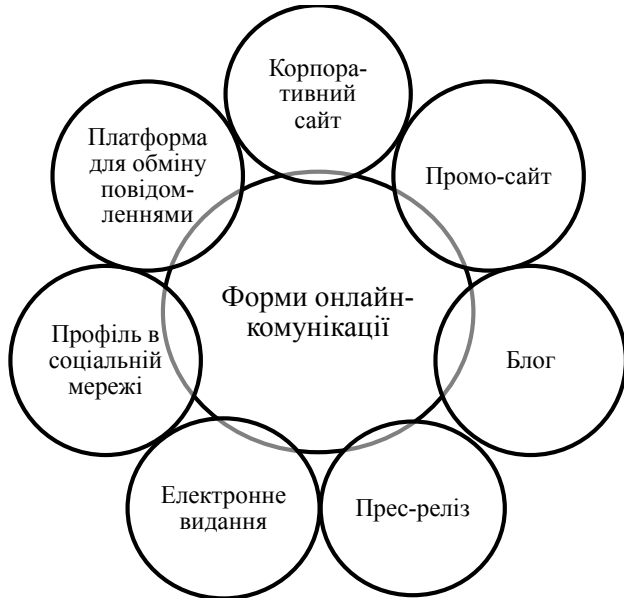 Корпора-
тивний
сайт
Платформа
для обміну
повідом-
леннями
Промо-сайт
Форми онлайн-
комунікації
Профіль в
соціальній
мережі
Блог
Електронне
видання
Прес-реліз